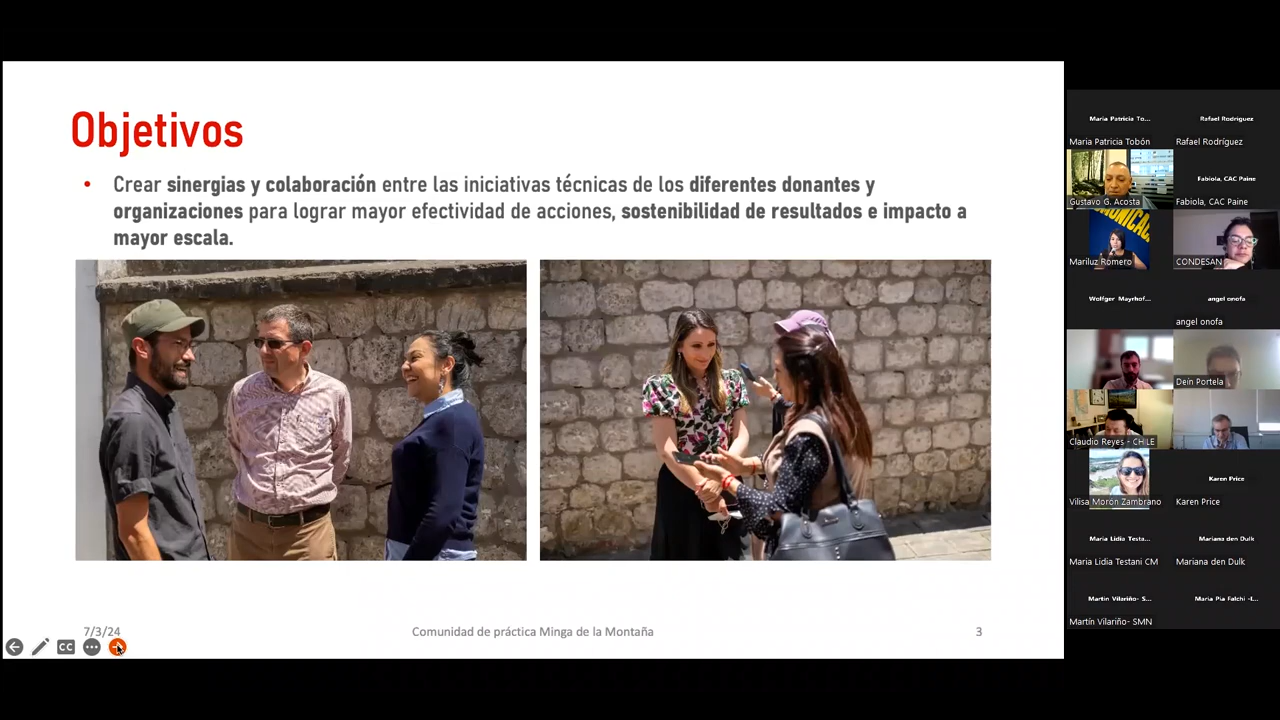 Objetivos
• Crear sinergias y colaboración entre las iniciativas técnicas de los diferentes donantes y
organizaciones para lograr mayor efectividad de acciones, sostenibilidad de resultados e impacto a
mayor escala.
7/3/24
Comunidad de práctica Minga de la Montaña
3
CC
Maria Patricia To...
Maria Patricia Tobón
Rafael Rodriguez
Rafael Rodríguez
Gustavo G. Acosta
Fabiola, CAC Paine
Fabiola, CAC Paine
Mariluz Romero
CONDESAN
Wolfger Mayrhof...
angel onofa
angel onofa
Deín Portela
Claudio Reyes - CHILE
Vilisa Morón Zambrano
Karen Price
Karen Price
Maria Lidia Testa...
Maria Lidia Testani CM
Mariana den Dulk
Mariana den Dulk
Martín Vilariño- S...
Martín Vilariño- SMN
Maria Pia Falchi -I...